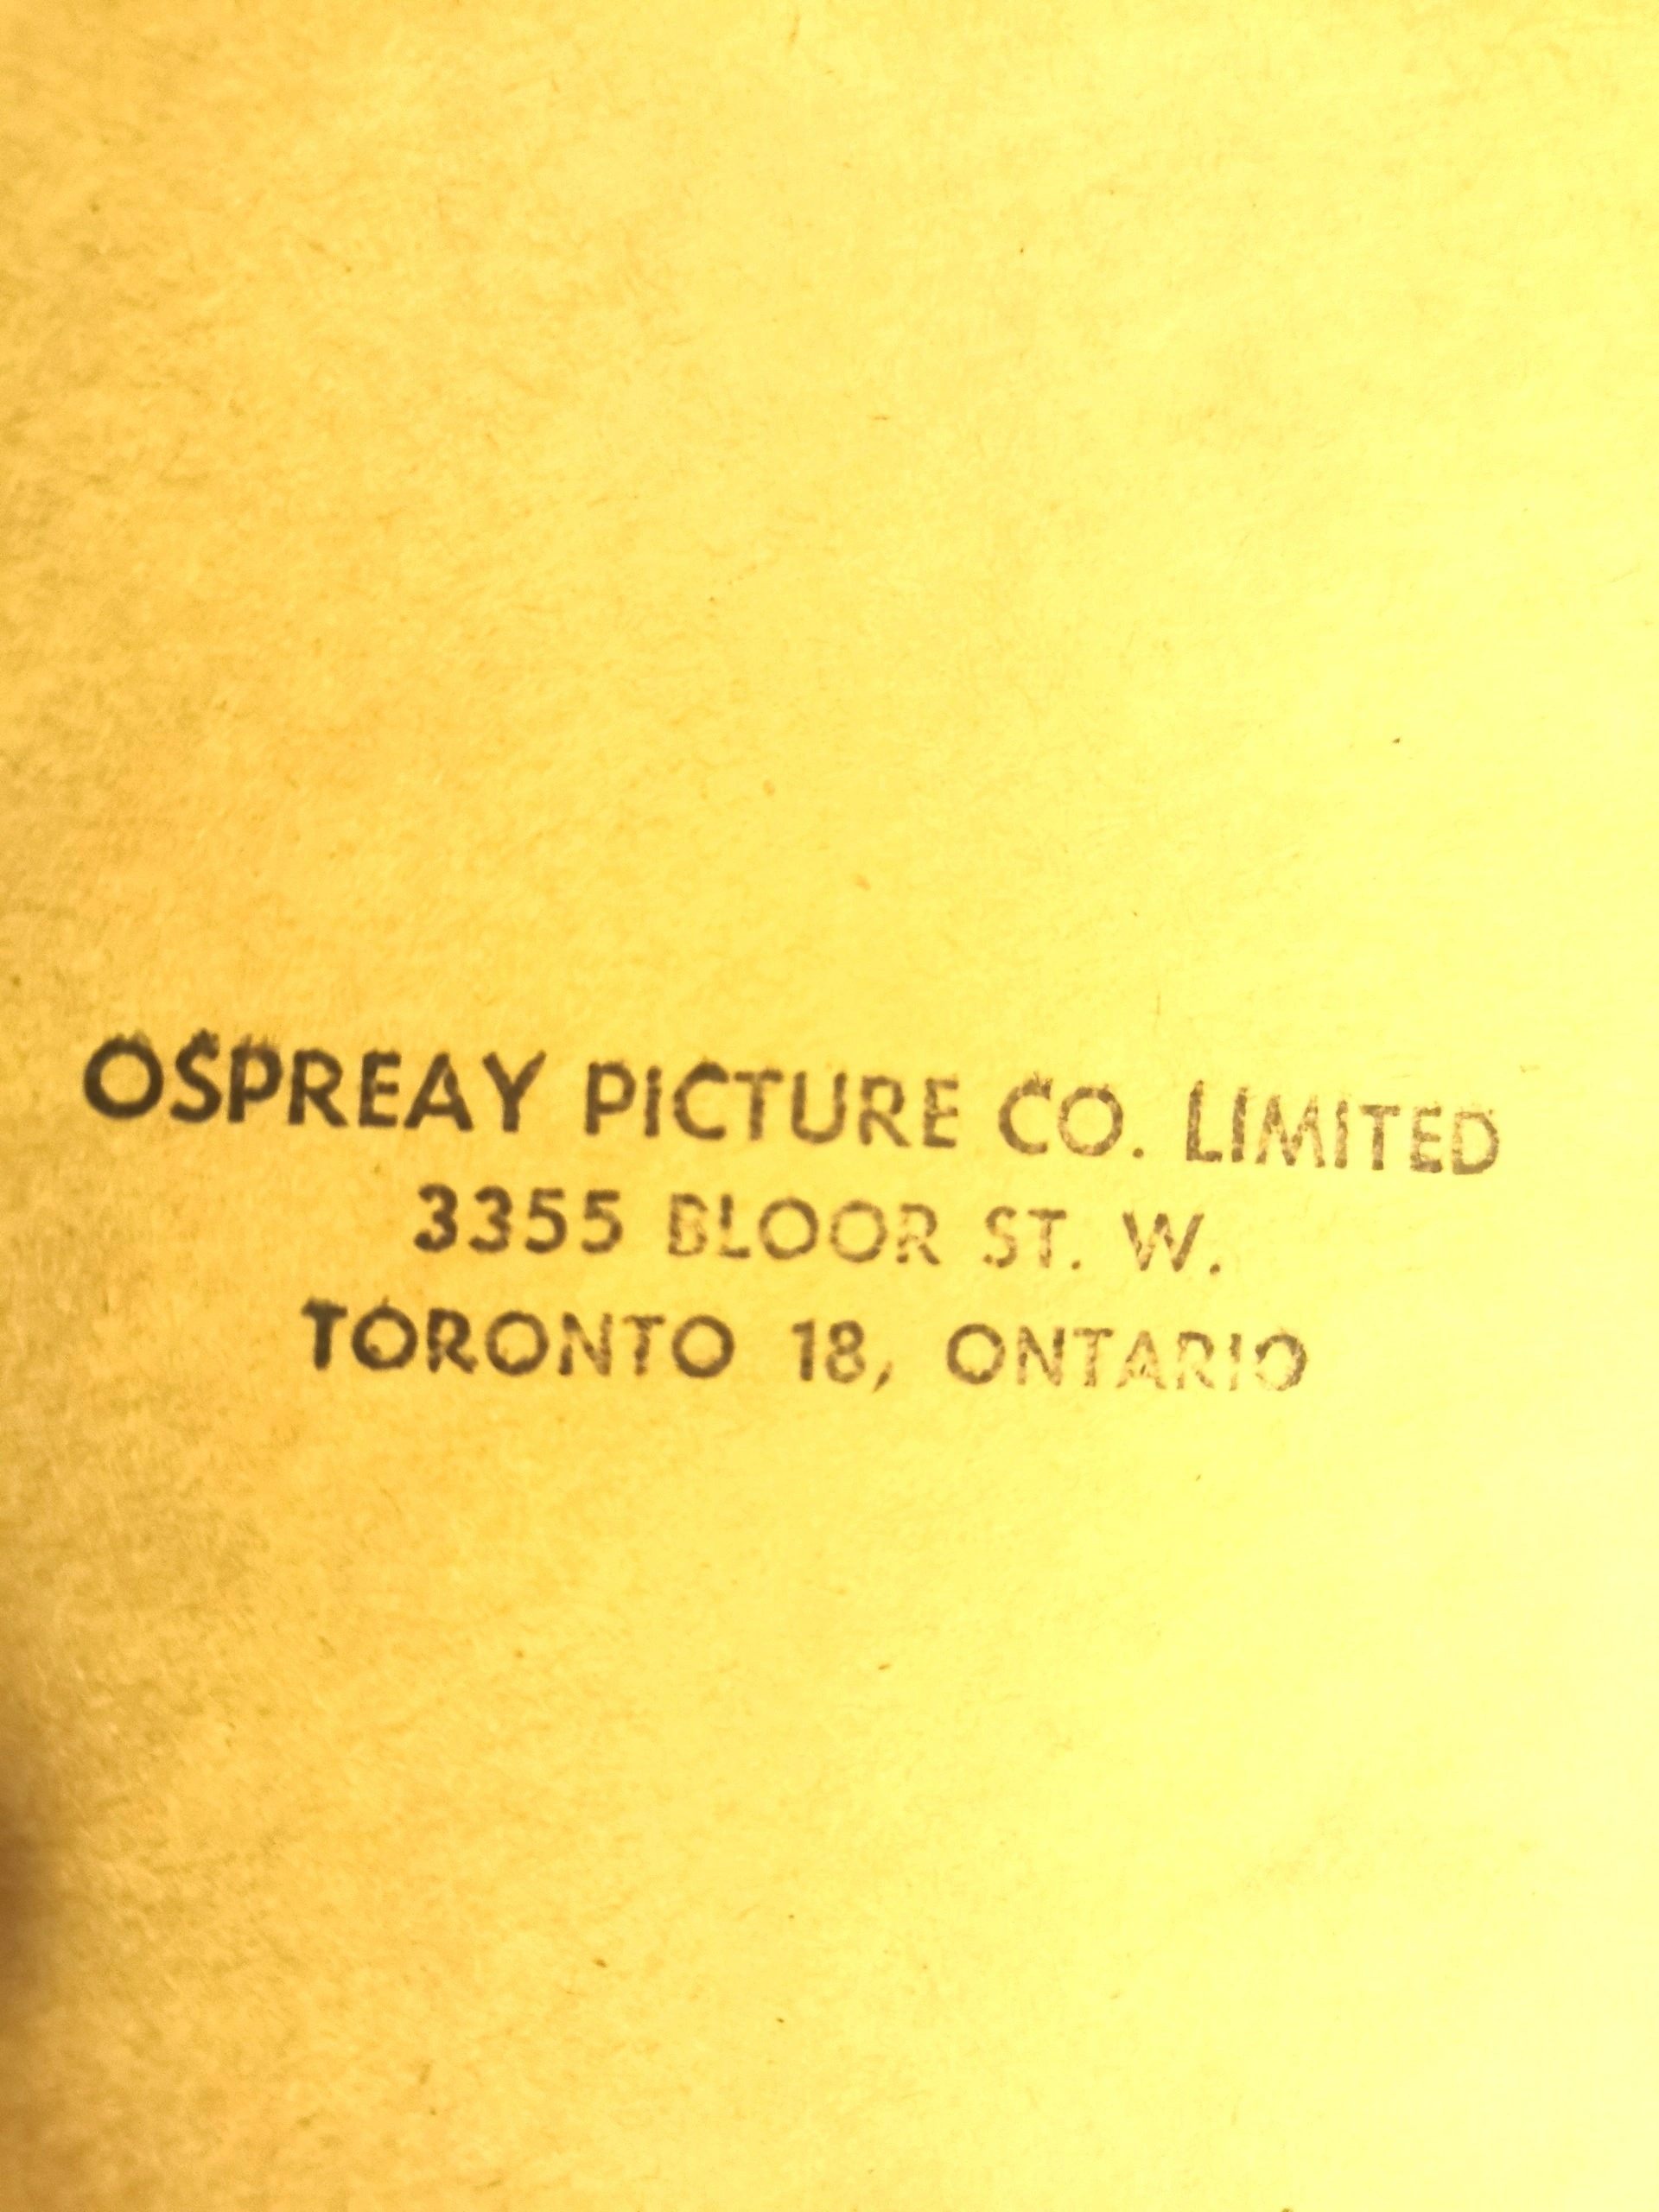 OSPREAY PICTURE CO. LIMITED
3355 BLOOR ST. W.
TORONTO 18, ONTARIO